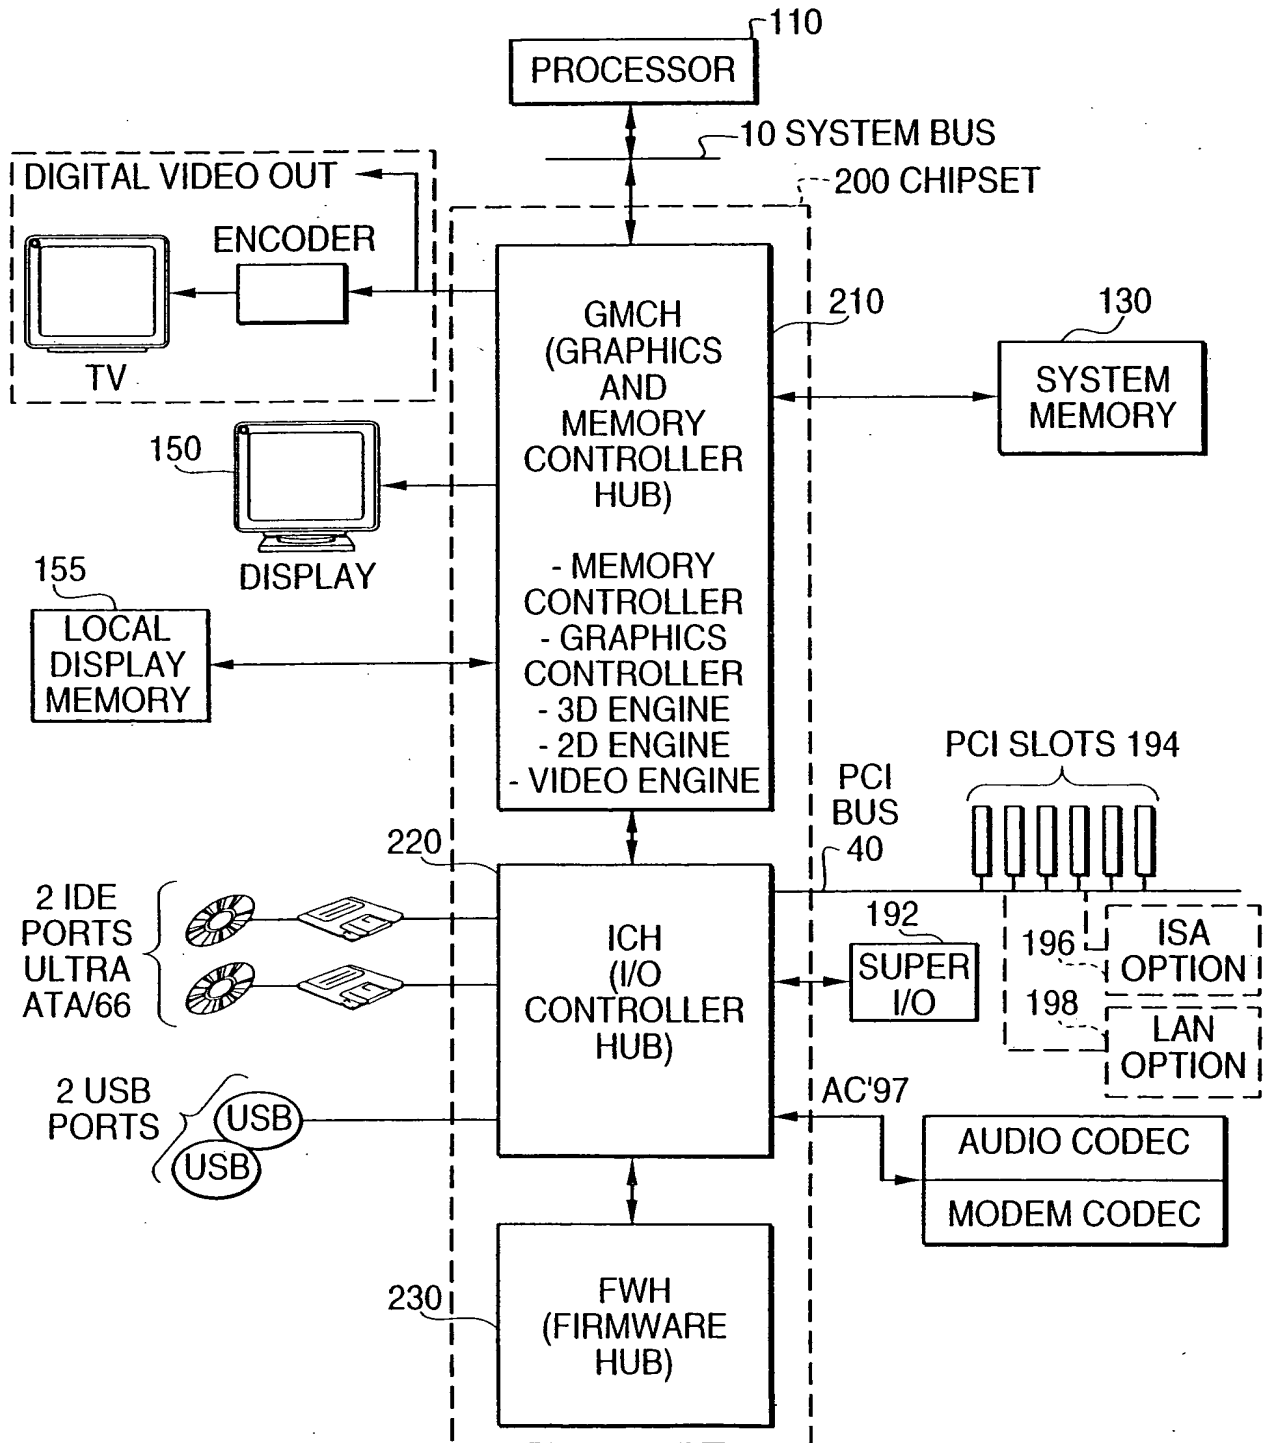 110
PROCESSOR
10 SYSTEM BUS
200 CHIPSET
DIGITAL VIDEO OUT
ENCODER
TV
GMCH
(GRAPHICS
AND
MEMORY
CONTROLLER
HUB)
- MEMORY
CONTROLLER
- GRAPHICS
CONTROLLER
- 3D ENGINE
- 2D ENGINE
- VIDEO ENGINE
210
130
SYSTEM
MEMORY
150
DISPLAY
155
LOCAL
DISPLAY
MEMORY
PCI SLOTS 194
PCI
BUS
40
220
2 IDE
PORTS
ULTRA
ATA/66
ICH
(I/O
CONTROLLER
HUB)
192
SUPER
I/O
196
ISA
OPTION
198
LAN
OPTION
2 USB
PORTS
USB
USB
AC'97
AUDIO CODEC
MODEM CODEC
230
FWH
(FIRMWARE
HUB)